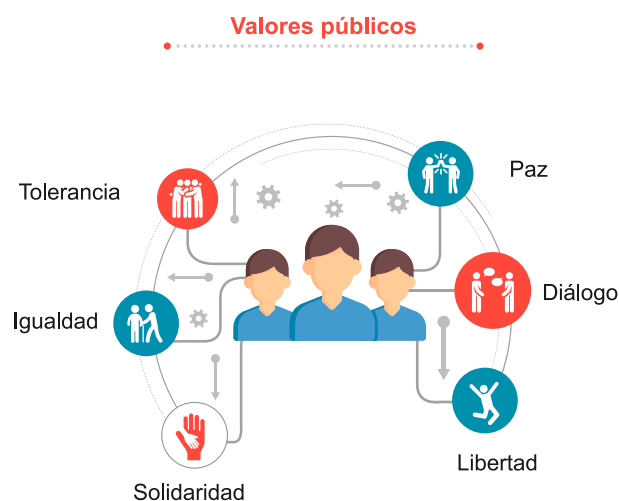 Valores públicos
Tolerancia
Paz
Igualdad
Diálogo
Solidaridad
Libertad